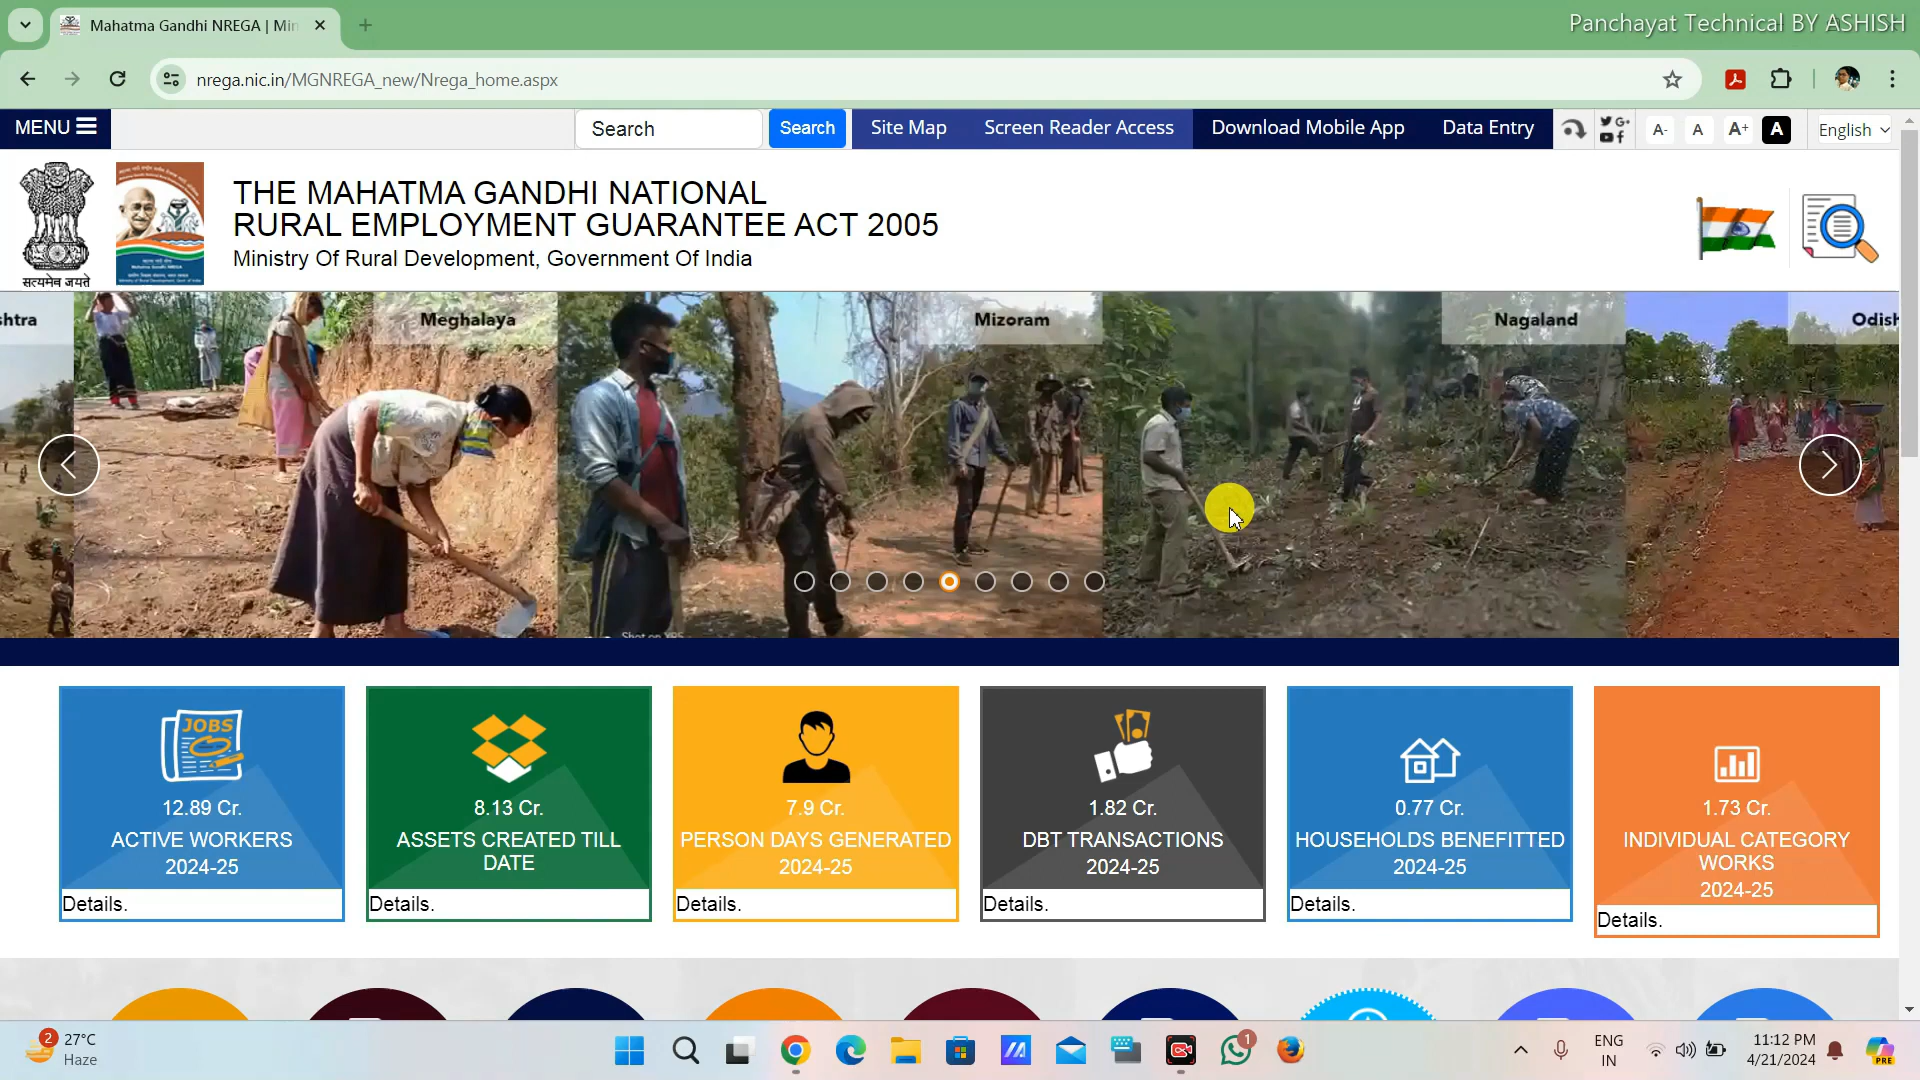 Mahatma Gandhi NREGA | Min
Panchayat Technical BY ASHISH
nrega.nic.in/MGNREGA_new/Nrega_home.aspx
MENU
Search
Search
Site Map
Screen Reader Access
Download Mobile App
Data Entry
A-
A
A+
A
English
सत्यमेव जयते
THE MAHATMA GANDHI NATIONAL
RURAL EMPLOYMENT GUARANTEE ACT 2005
Ministry Of Rural Development, Government Of India
htra
Meghalaya
Mizoram
Nagaland
Odish
JOBS
12.89 Cr.
ACTIVE WORKERS
2024-25
Details.
8.13 Cr.
ASSETS CREATED TILL
DATE
Details.
7.9 Cr.
PERSON DAYS GENERATED
2024-25
Details.
1.82 Cr.
DBT TRANSACTIONS
2024-25
Details.
0.77 Cr.
HOUSEHOLDS BENEFITTED
2024-25
Details.
1.73 Cr.
INDIVIDUAL CATEGORY
WORKS
2024-25
Details.
2
27°C
Haze
1
ENG
IN
11:12 PM
4/21/2024
PRE